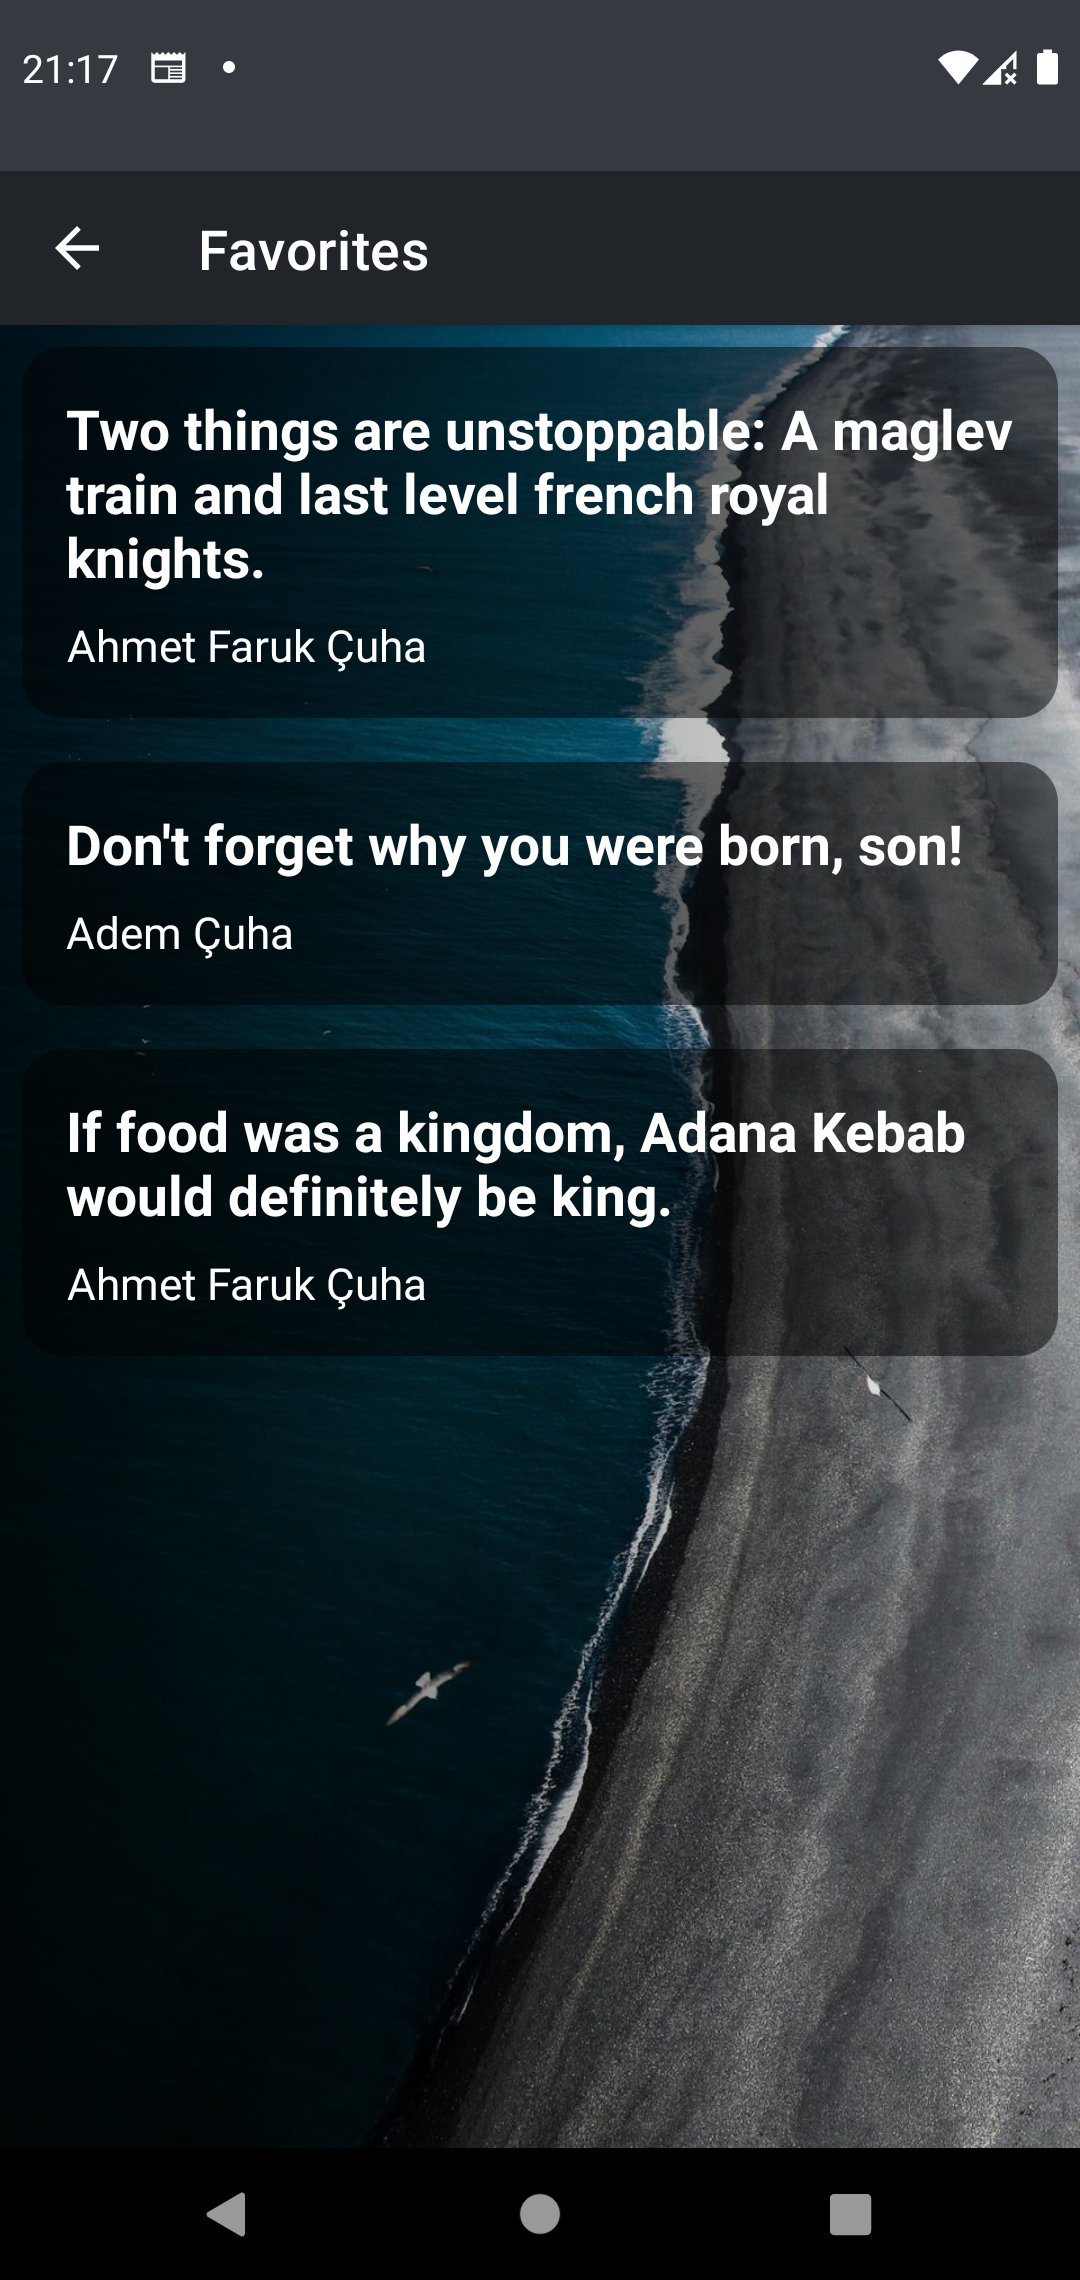 21:17
Favorites
Two things are unstoppable: A maglev
train and last level french royal
knights.
Ahmet Faruk Çuha
Don't forget why you were born, son!
Adem Çuha
If food was a kingdom, Adana Kebab
would definitely be king.
Ahmet Faruk Çuha